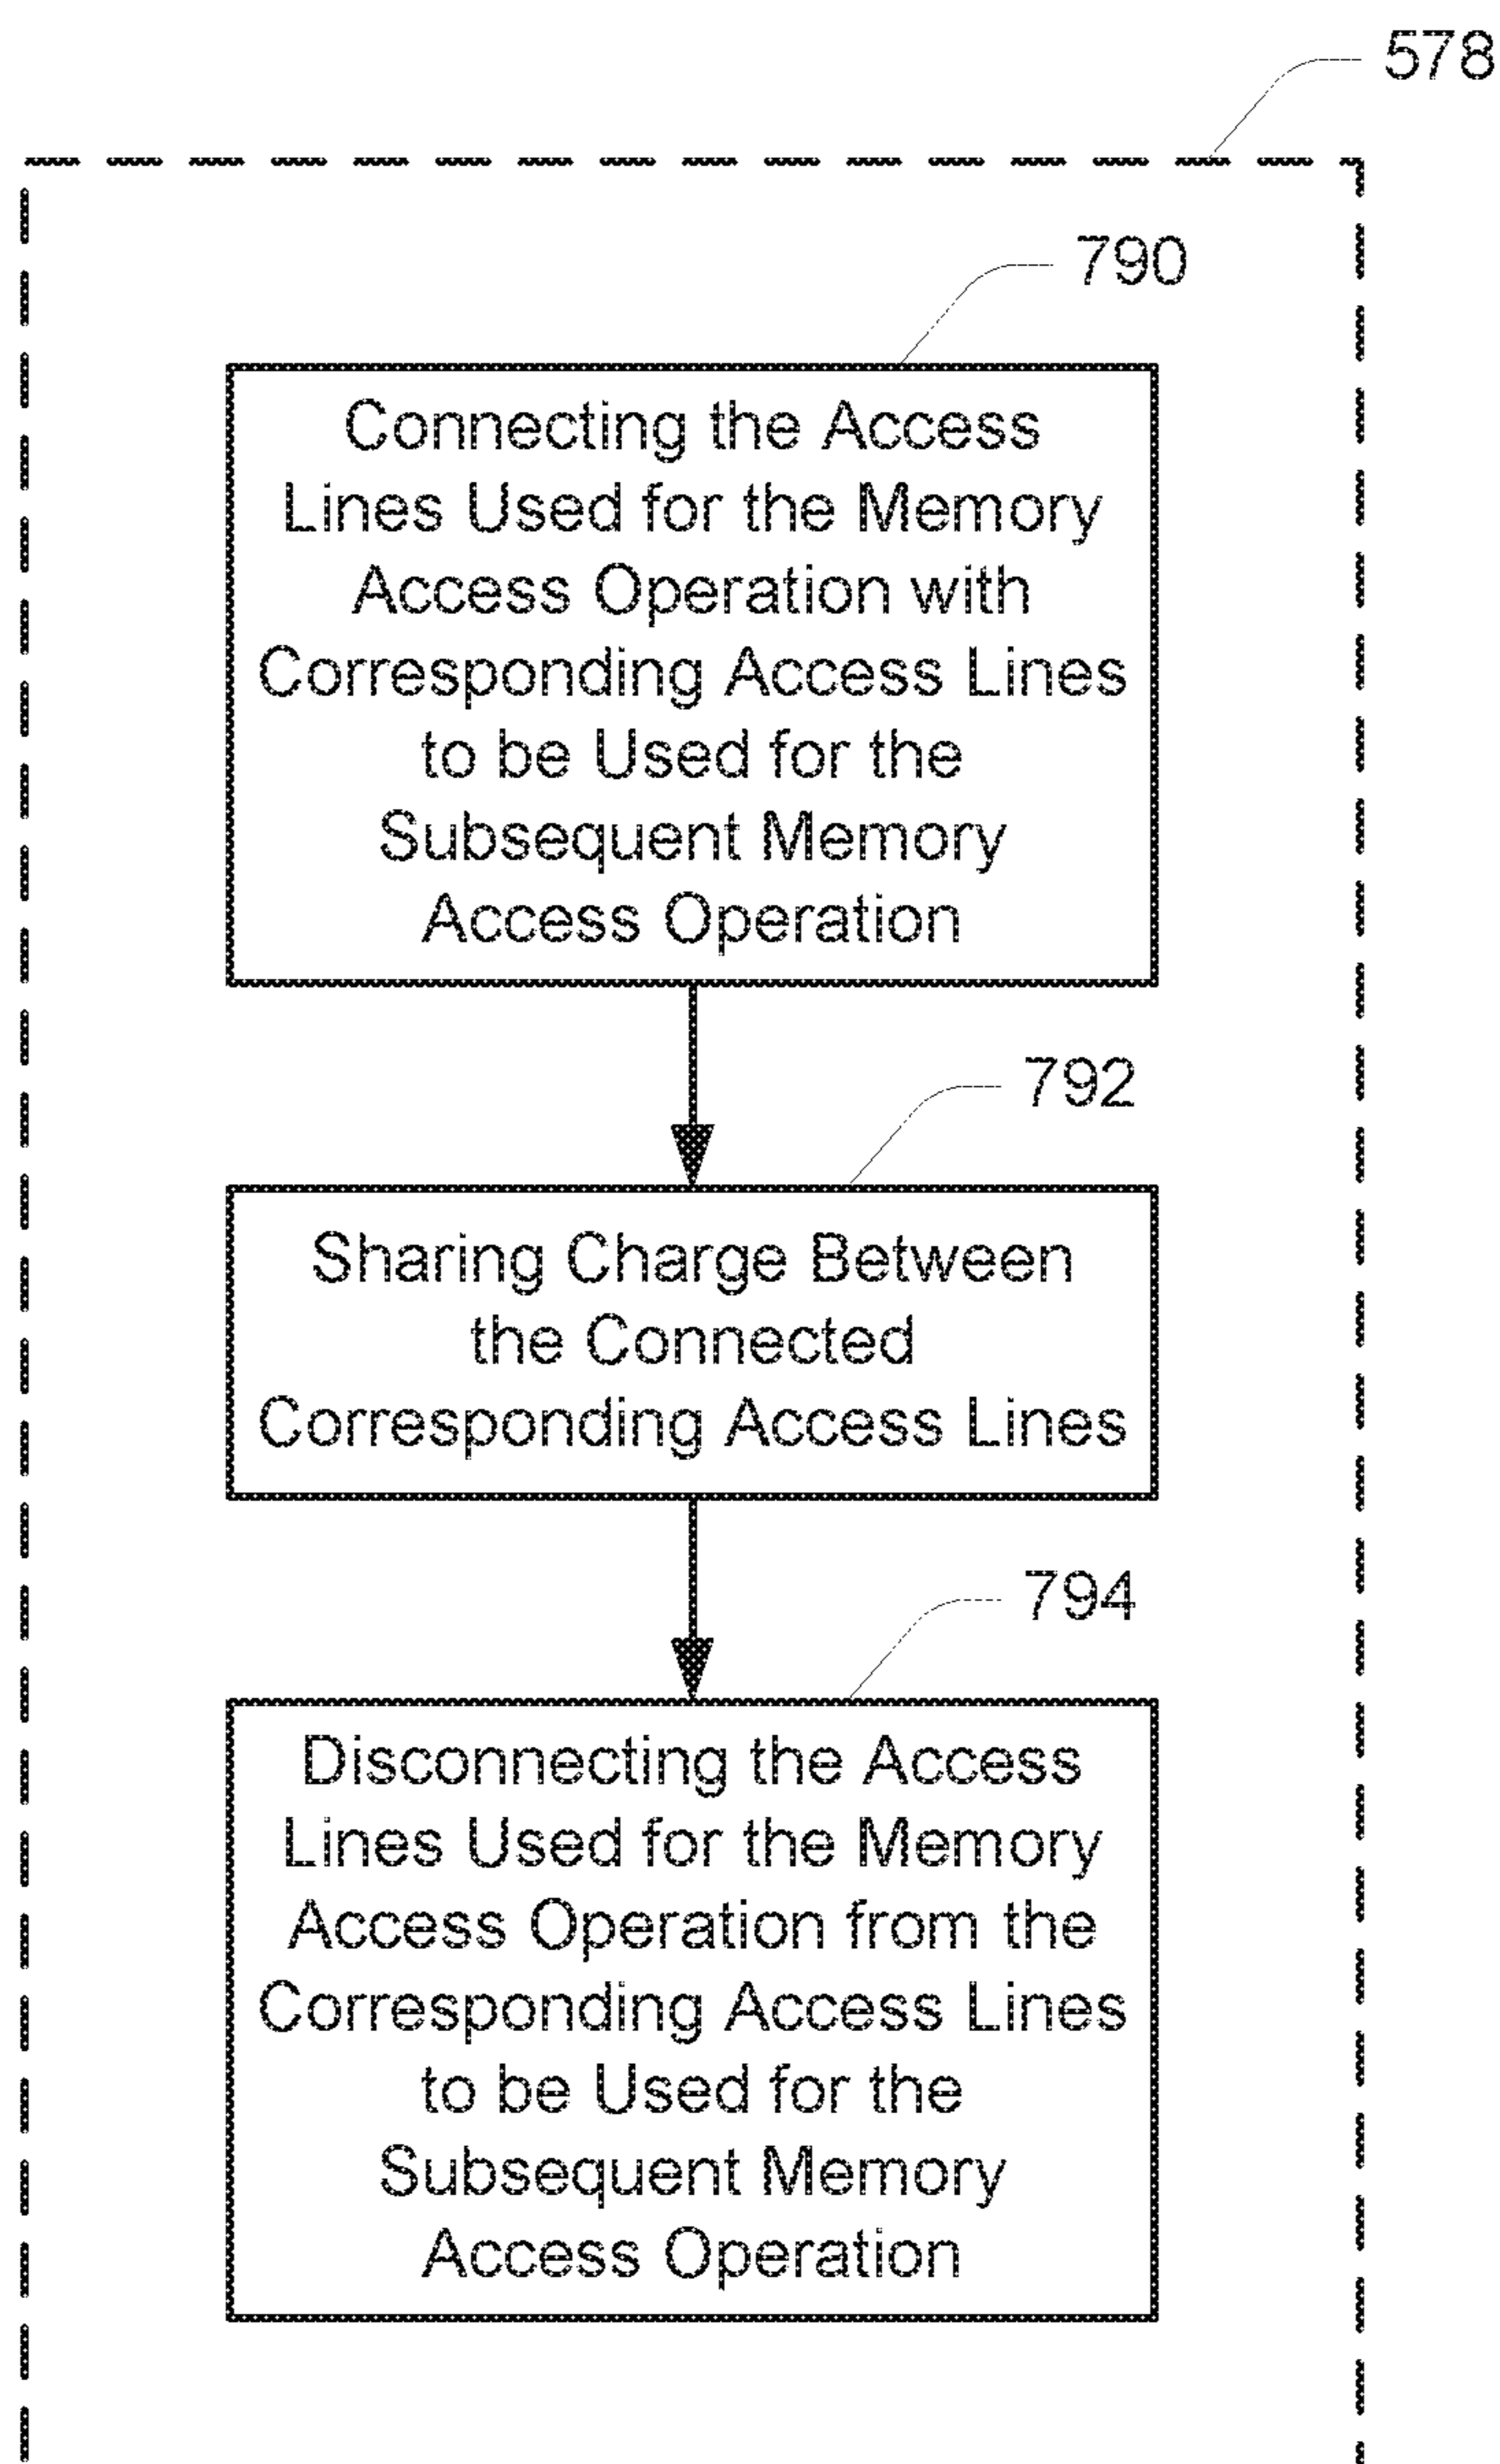 578
790
Connecting the Access
Lines Used for the Memory
Access Operation with
Corresponding Access Lines
to be Used for the
Subsequent Memory
Access Operation
792
Sharing Charge Between
the Connected
Corresponding Access Lines
794
Disconnecting the Access
Lines Used for the Memory
Access Operation from the
Corresponding Access Lines
to be Used for the
Subsequent Memory
Access Operation